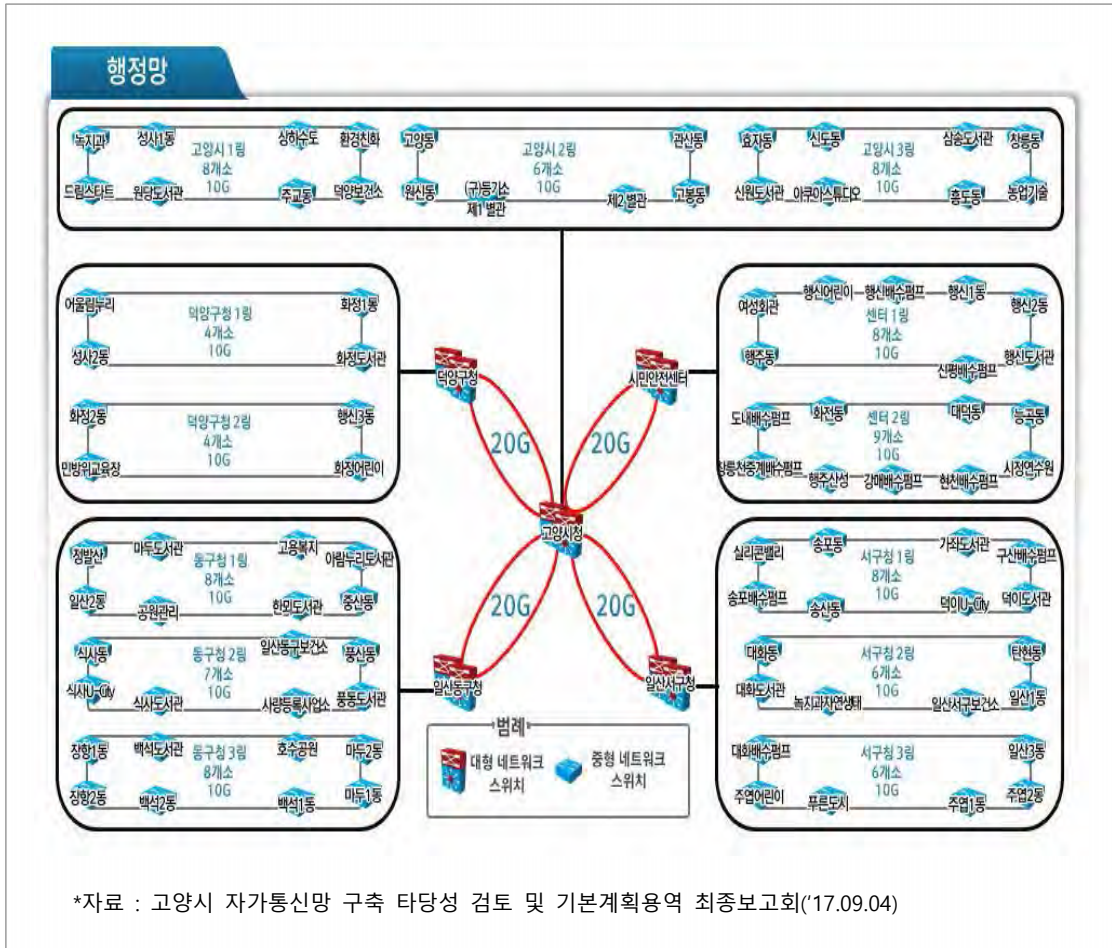 행정망
녹지과 성사1동 상하수도 환경친화
고양시 1링
8개소
10G
드림스타트 원당도서관 주교동 덕양보건소
고양동 관산동
고양시 2링
6개소
10G
원신동 (구)등기소 제1별관 제2별관 고봉동
효자동 신도동 삼송도서관 창릉동
고양시 3링
8개소
10G
신원도서관 아쿠아스튜디오 흥도동 농업기술
어울림누리 화정1동
덕양구청 1링
4개소
10G
성사2동 화정도서관
화정2동 행신3동
덕양구청 2링
4개소
10G
민방위교육장 화정어린이
덕양구청
시민안전센터
여성회관 행신어린이 행신배수펌프 행신1동 행신2동
센터 1링
8개소
10G
행주동 신평배수펌프 행신도서관
도내배수펌프 화전동 대덕동 능곡동
센터 2링
9개소
10G
창릉천중계배수펌프 행주산성 강매배수펌프 현천배수펌프 시정연수원
20G 20G
고양시청
20G 20G
정발산 마두도서관 고용복지 아람누리도서관
동구청 1링
8개소
10G
일산2동 공원관리 한뫼도서관 중산동
식사동 일산동구보건소 풍산동
동구청 2링
7개소
10G
식사U-City 식사도서관 차량등록사업소 풍동도서관
장항1동 백석도서관 호수공원 마두2동
동구청 3링
8개소
10G
장항2동 백석2동 백석1동 마두1동
일산동구청
일산서구청
실리콘밸리 송포동 가좌도서관 구산배수펌프
서구청 1링
8개소
10G
송포배수펌프 송산동 덕이U-City 덕이도서관
대화동 탄현동
서구청 2링
6개소
10G
대화도서관 녹지과자연생태 일산서구보건소 일산1동
대화배수펌프 일산3동
서구청 3링
6개소
10G
주엽어린이 푸른도시 주엽1동 주엽2동
범례
대형 네트워크
스위치
중형 네트워크
스위치
*자료 : 고양시 자가통신망 구축 타당성 검토 및 기본계획용역 최종보고회('17.09.04)